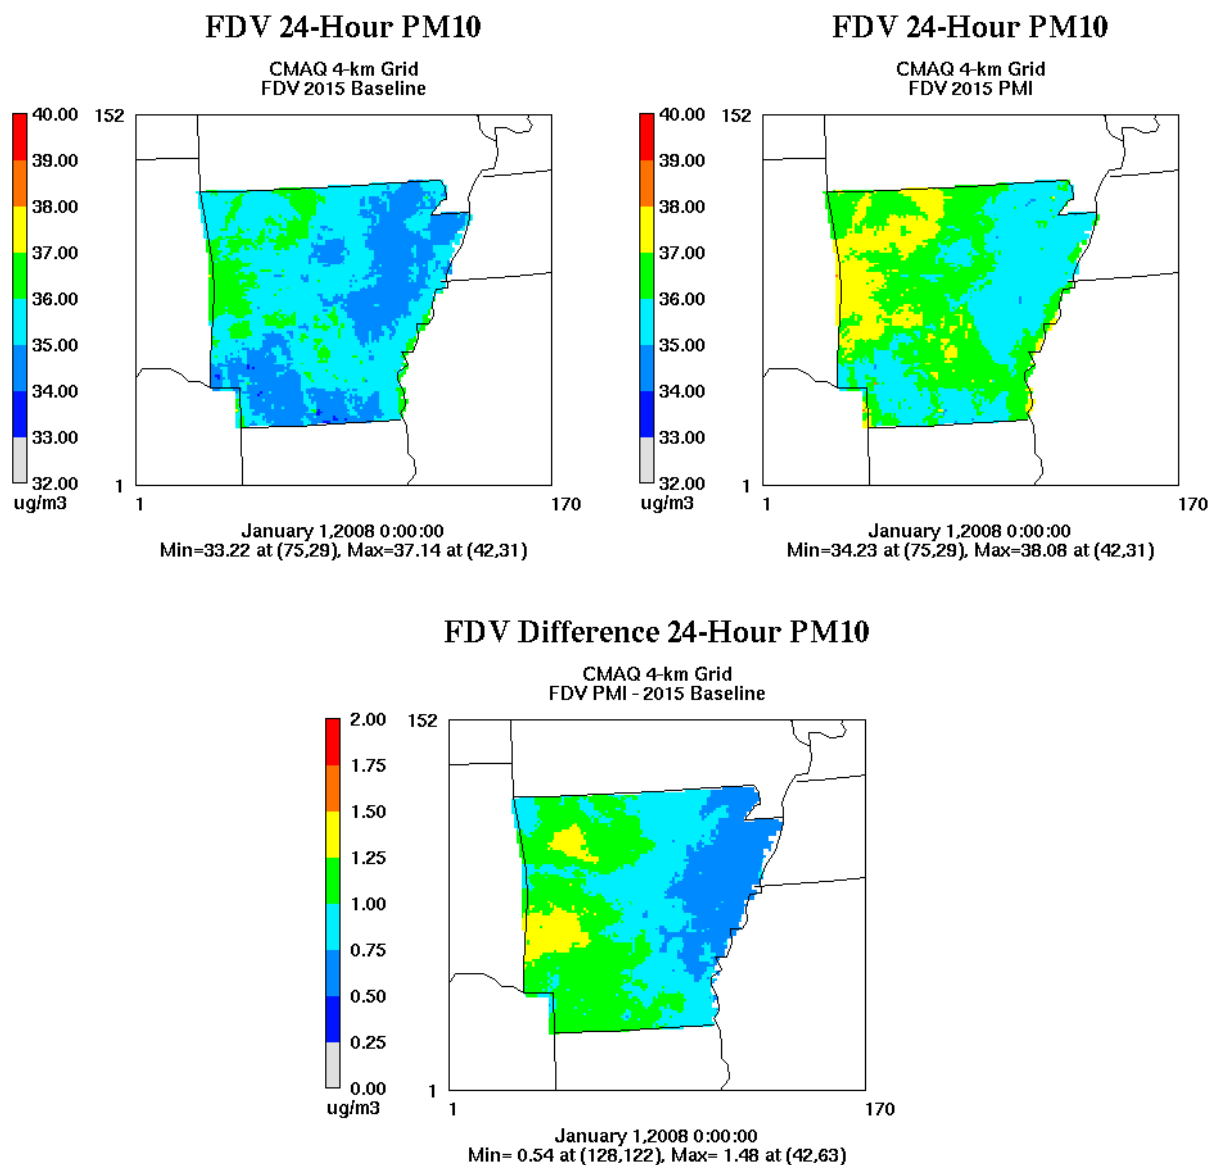 FDV 24-Hour PM10
CMAQ 4-km Grid
FDV 2015 Baseline
40.00
39.00
38.00
37.00
36.00
35.00
34.00
33.00
32.00
ug/m3
152
1
1
170
January 1,2008 0:00:00
Min=33.22 at (75,29), Max=37.14 at (42,31)
FDV 24-Hour PM10
CMAQ 4-km Grid
FDV 2015 PMI
40.00
39.00
38.00
37.00
36.00
35.00
34.00
33.00
32.00
ug/m3
152
1
1
170
January 1,2008 0:00:00
Min=34.23 at (75,29), Max=38.08 at (42,31)
FDV Difference 24-Hour PM10
CMAQ 4-km Grid
FDV PMI - 2015 Baseline
2.00
1.75
1.50
1.25
1.00
0.75
0.50
0.25
0.00
ug/m3
152
1
1
170
January 1,2008 0:00:00
Min= 0.54 at (128,122), Max= 1.48 at (42,63)